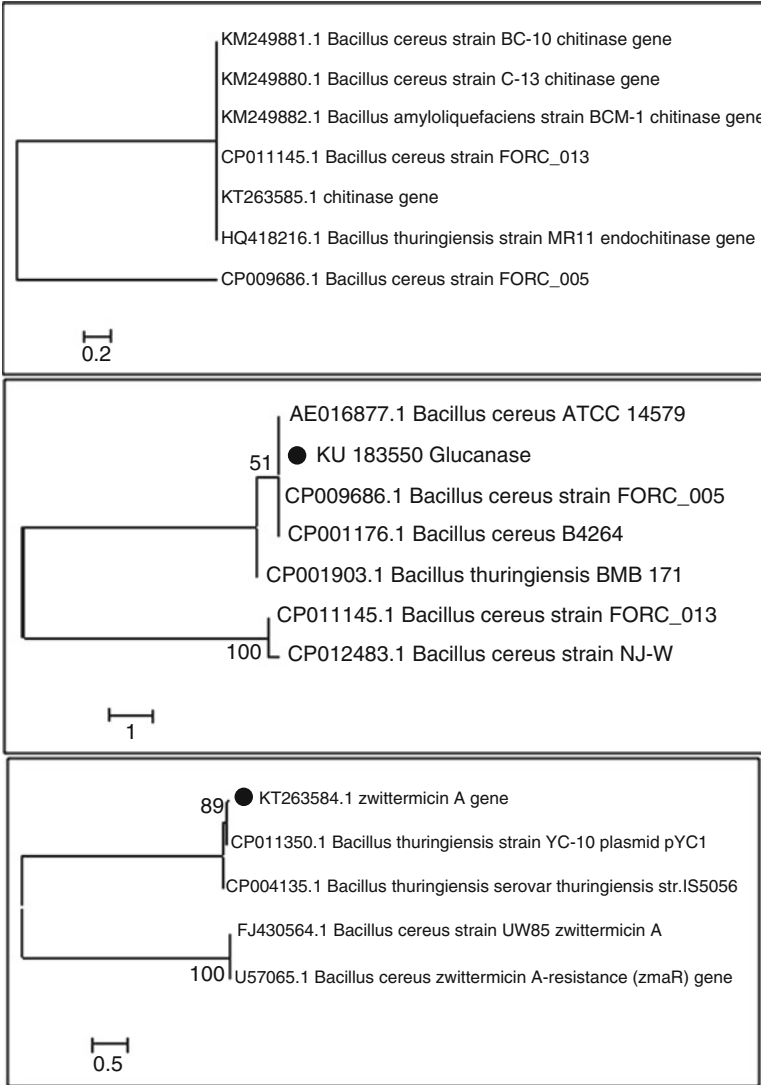 KM249881.1 Bacillus cereus strain BC-10 chitinase gene
KM249880.1 Bacillus cereus strain C-13 chitinase gene
KM249882.1 Bacillus amyloliquefaciens strain BCM-1 chitinase gene
CP011145.1 Bacillus cereus strain FORC_013
KT263585.1 chitinase gene
HQ418216.1 Bacillus thuringiensis strain MR11 endochitinase gene
CP009686.1 Bacillus cereus strain FORC_005
0.2
AE016877.1 Bacillus cereus ATCC 14579
KU 183550 Glucanase
51
CP009686.1 Bacillus cereus strain FORC_005
CP001176.1 Bacillus cereus B4264
CP001903.1 Bacillus thuringiensis BMB 171
CP011145.1 Bacillus cereus strain FORC_013
100
CP012483.1 Bacillus cereus strain NJ-W
1
89
KT263584.1 zwittermicin A gene
CP011350.1 Bacillus thuringiensis strain YC-10 plasmid pYC1
CP004135.1 Bacillus thuringiensis serovar thuringiensis str.IS5056
FJ430564.1 Bacillus cereus strain UW85 zwittermicin A
100
U57065.1 Bacillus cereus zwittermicin A-resistance (zmaR) gene
0.5